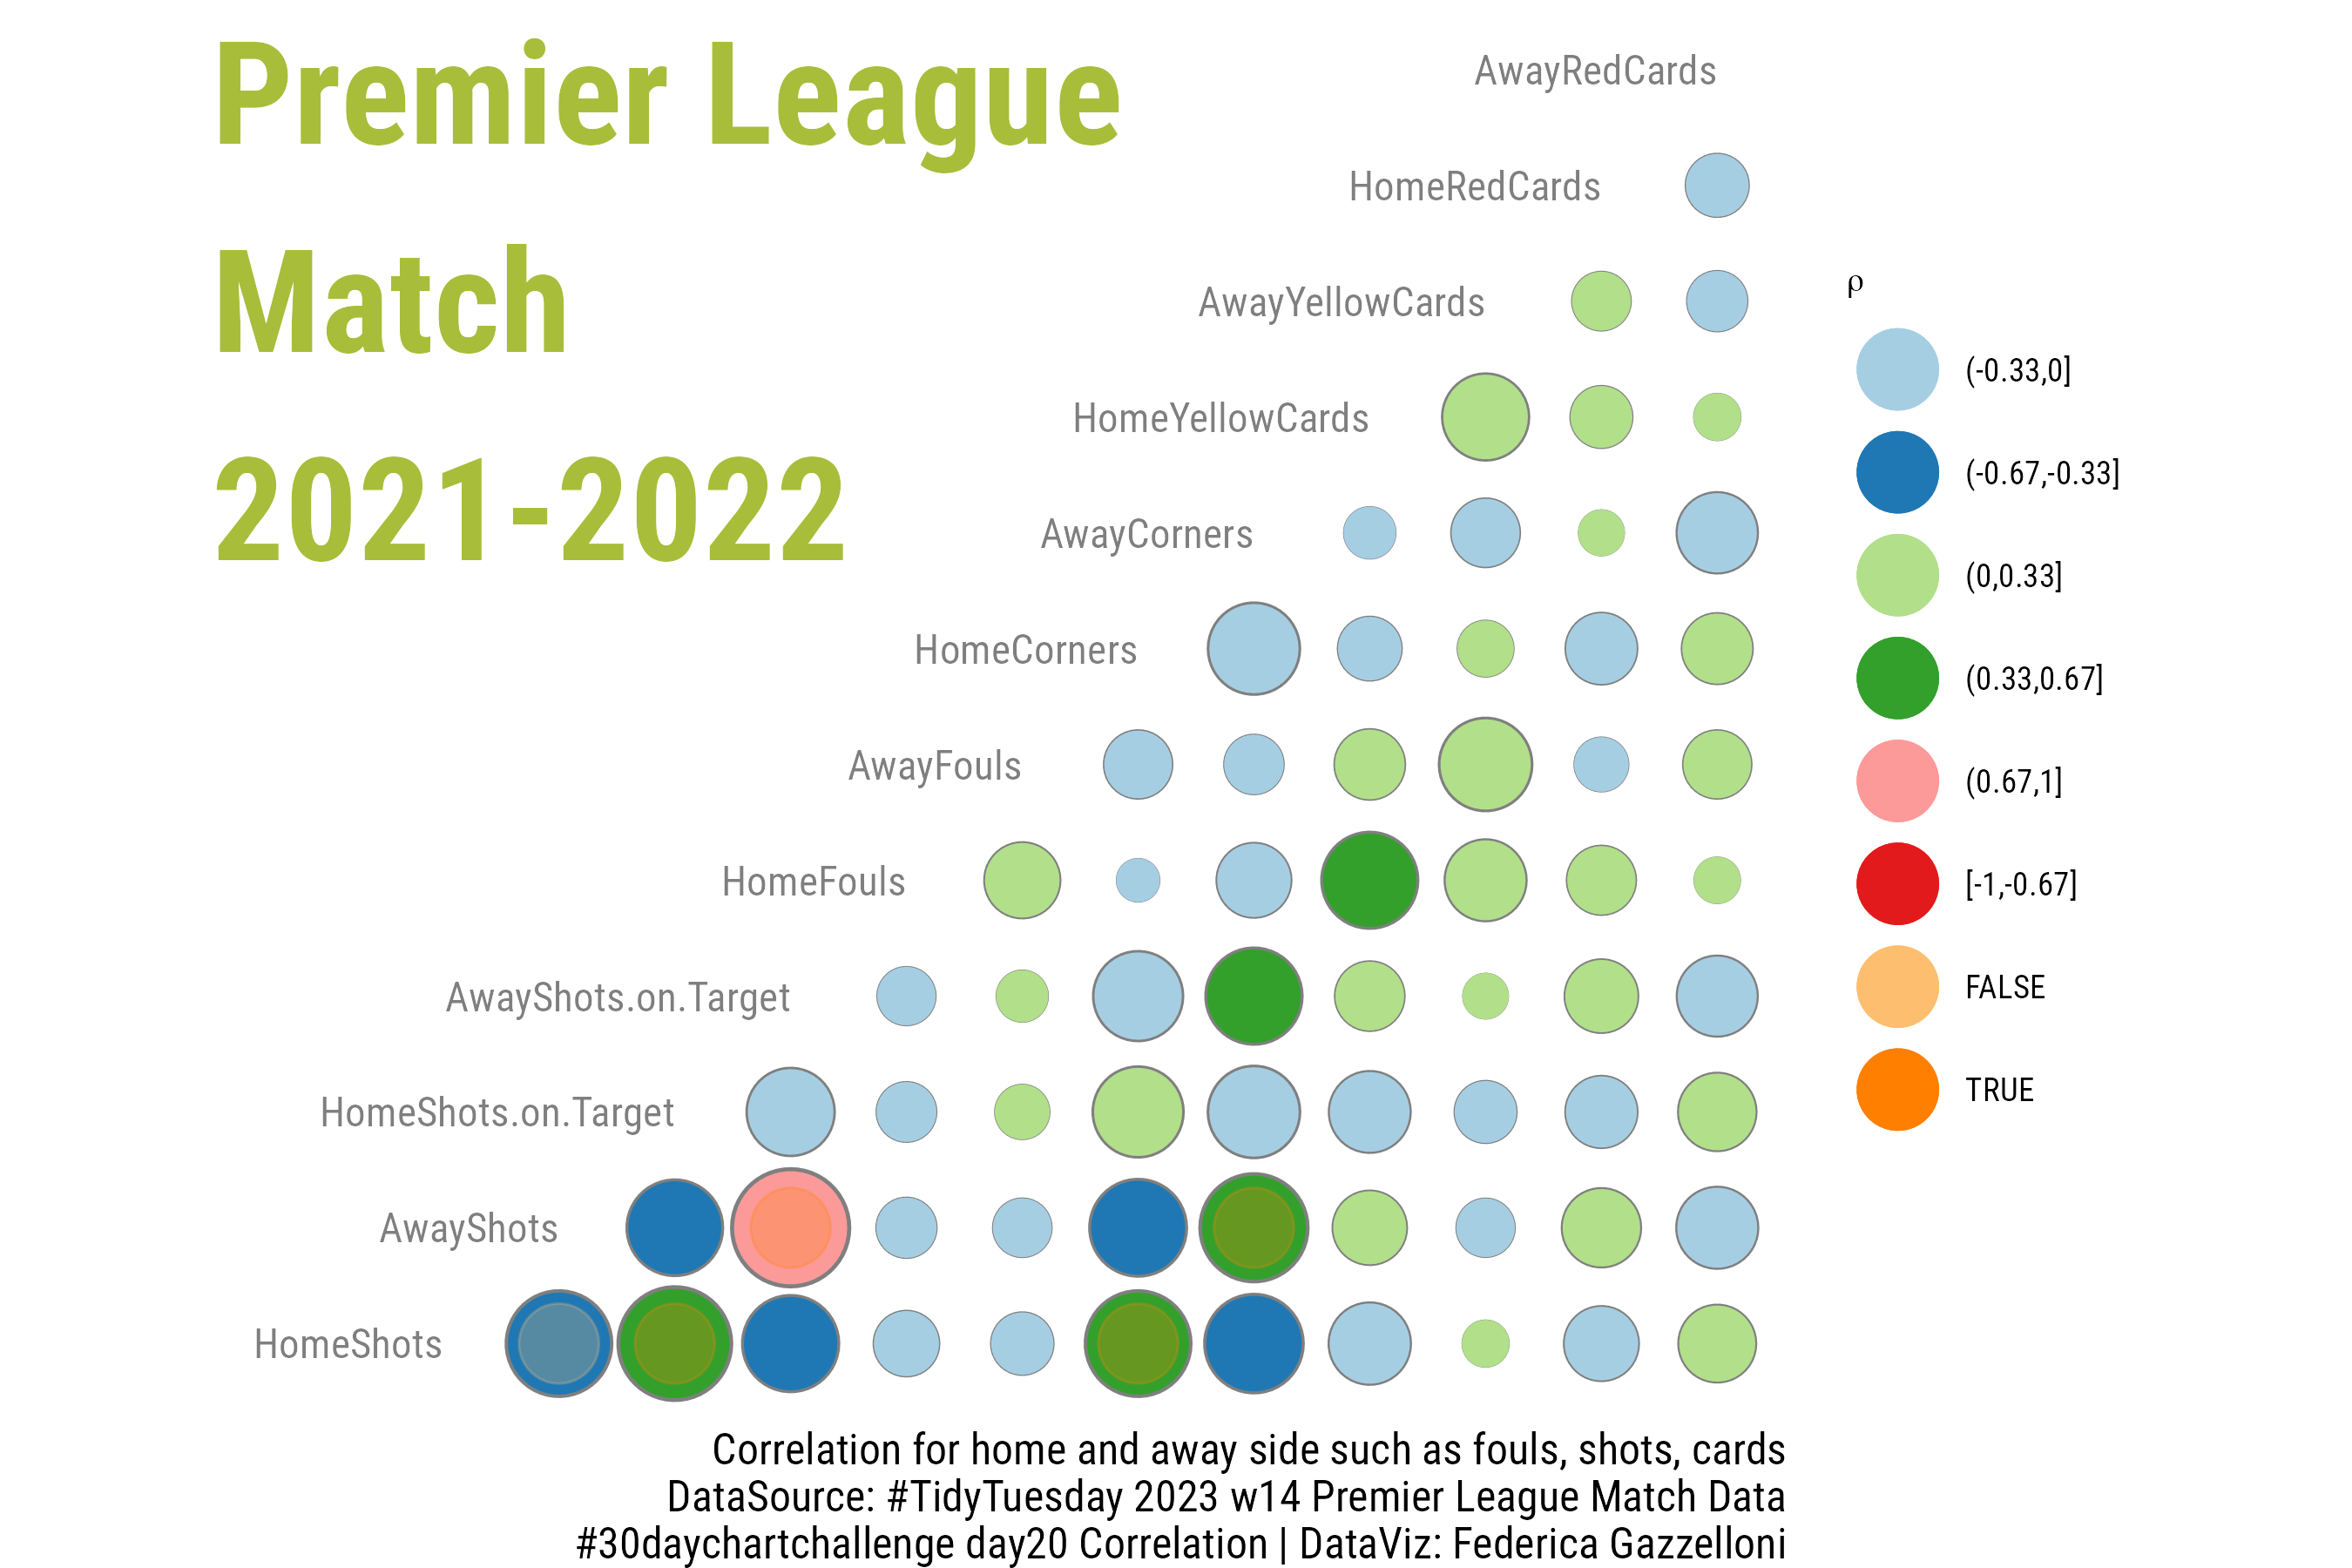 Premier League
Match
2021-2022
AwayRedCards
HomeRedCards
AwayYellowCards
HomeYellowCards
AwayCorners
HomeCorners
AwayFouls
HomeFouls
AwayShots.on.Target
HomeShots.on.Target
AwayShots
HomeShots
ρ
(-0.33,0]
(-0.67,-0.33]
(0,0.33]
(0.33,0.67]
(0.67,1]
[-1,-0.67]
FALSE
TRUE
Correlation for home and away side such as fouls, shots, cards
DataSource: #TidyTuesday 2023 w14 Premier League Match Data
#30daychartchallenge day20 Correlation | DataViz: Federica Gazzelloni